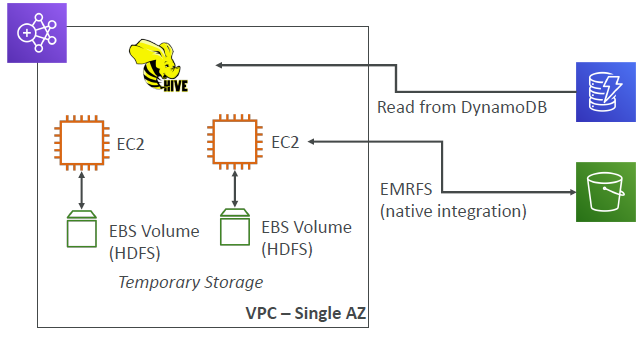 HIVE
Read from DynamoDB
EC2
EC2
EMRFS
(native integration)
EBS Volume
(HDFS)
EBS Volume
(HDFS)
Temporary Storage
VPC – Single AZ